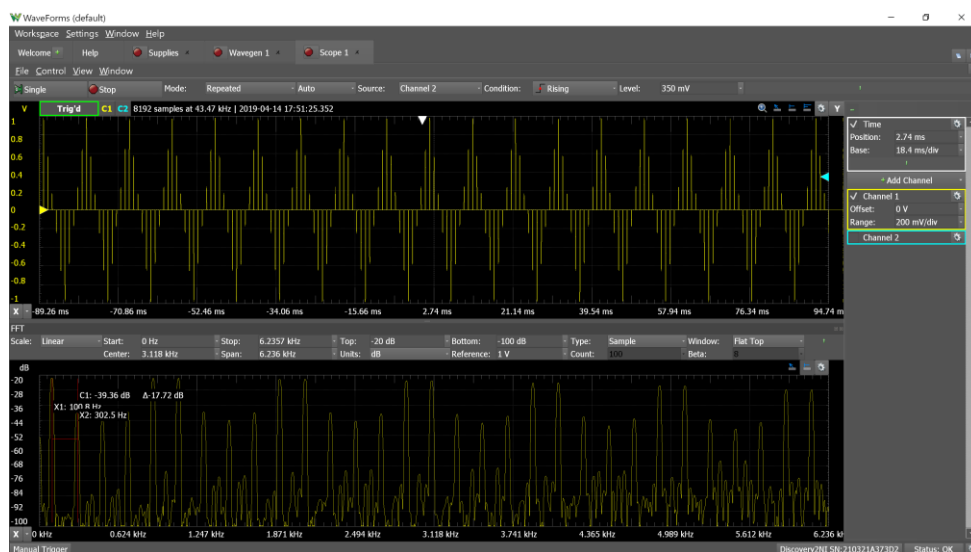 WaveForms (default)
Workspace Settings Window Help
Welcome Help Supplies Wavegen 1 Scope 1
File Control View Window
Single Stop Mode: Repeated Auto Source: Channel 2 Condition: Rising Level: 350 mV
V Trig'd C1 C2 8192 samples at 43.47 kHz | 2019-04-14 17:51:25.352 Y
1
0.8
0.6
0.4
0.2
0
-0.2
-0.4
-0.6
-0.8
-1
X -89.26 ms -70.86 ms -52.46 ms -34.06 ms -15.66 ms 2.74 ms 21.14 ms 39.54 ms 57.94 ms 76.34 ms 94.74 m
Time
Position: 2.74 ms
Base: 18.4 ms/div
Add Channel
Channel 1
Offset: 0 V
Range: 200 mV/div
Channel 2
FFT
Scale: Linear Start: 0 Hz Stop: 6.2357 kHz Top: -20 dB Bottom: -100 dB Type: Sample Window: Flat Top
Center: 3.118 kHz Span: 6.236 kHz Units: dB Reference: 1 V Count: 100 Beta:
dB
-20
-28
-36
-44
-52
-60
-68
-76
-84
-92
-100
C1: -39.36 dB Δ-17.72 dB
X1: 100.8 Hz
X2: 302.5 Hz
X 0 kHz 0.624 kHz 1.247 kHz 1.871 kHz 2.494 kHz 3.118 kHz 3.741 kHz 4.365 kHz 4.989 kHz 5.612 kHz 6.236 kH
Manual Trigger Discovery2NI SN:210321A373D2 Status: OK